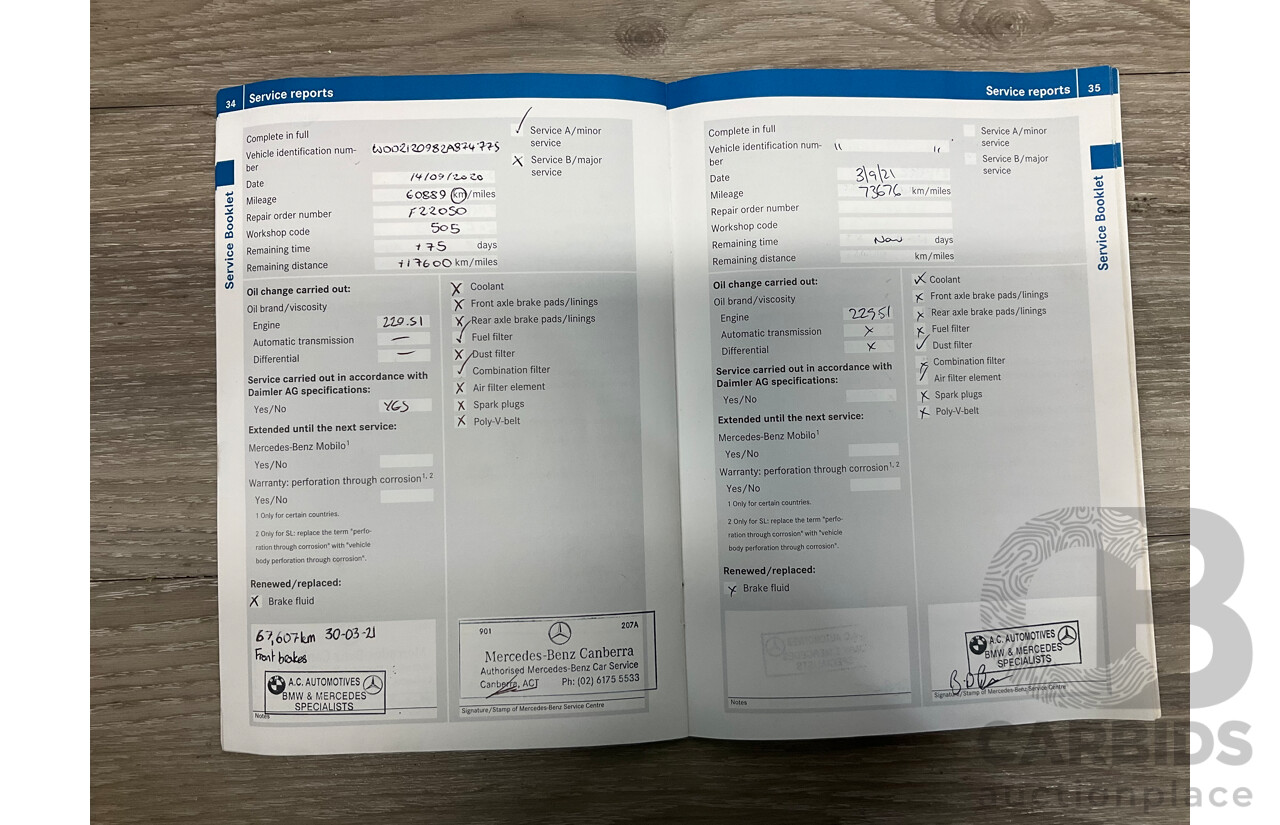 34 Service reports
Complete in full
Vehicle identification num-
ber WDD2120982A874775
Date 14/09/2020
Mileage 60889 km/miles
Repair order number F22050
Workshop code 505
Remaining time +75 days
Remaining distance +17600 km/miles
✓ Service A/minor
service
X Service B/major
service
Service Booklet
Oil change carried out:
Oil brand/viscosity
Engine 229.51
Automatic transmission —
Differential —
Service carried out in accordance with
Daimler AG specifications:
Yes/No YES
Extended until the next service:
Mercedes-Benz Mobilo1
Yes/No
Warranty: perforation through corrosion1, 2
Yes/No
1 Only for certain countries.
2 Only for SL: replace the term "perfo-
ration through corrosion" with "vehicle
body perforation through corrosion".
Renewed/replaced:
X Brake fluid
X Coolant
X Front axle brake pads/linings
X Rear axle brake pads/linings
✓ Fuel filter
X Dust filter
✓ Combination filter
X Air filter element
X Spark plugs
X Poly-V-belt
67,607km 30-03-21
Front brakes
A.C. AUTOMOTIVES
BMW & MERCEDES
SPECIALISTS
Notes
901 207A
Mercedes-Benz Canberra
Authorised Mercedes-Benz Car Service
Canberra, ACT Ph: (02) 6175 5533
Signature/Stamp of Mercedes-Benz Service Centre
Service reports 35
Complete in full
Vehicle identification num- " "
ber
Date 3/9/21
Mileage 73676 km/miles
Repair order number
Workshop code
Remaining time Now days
Remaining distance km/miles
Service A/minor
service
Service B/major
service
Service Booklet
Oil change carried out:
Oil brand/viscosity
Engine 22951
Automatic transmission X
Differential X
Service carried out in accordance with
Daimler AG specifications:
Yes/No
Extended until the next service:
Mercedes-Benz Mobilo1
Yes/No
Warranty: perforation through corrosion1, 2
Yes/No
1 Only for certain countries.
2 Only for SL: replace the term "perfo-
ration through corrosion" with "vehicle
body perforation through corrosion".
Renewed/replaced:
X Brake fluid
✓ Coolant
X Front axle brake pads/linings
X Rear axle brake pads/linings
X Fuel filter
✓ Dust filter
X Combination filter
✓ Air filter element
X Spark plugs
X Poly-V-belt
Notes
A.C. AUTOMOTIVES
BMW & MERCEDES
SPECIALISTS
Signature/Stamp of Mercedes-Benz Service Centre
CARBIDS
auctionplace